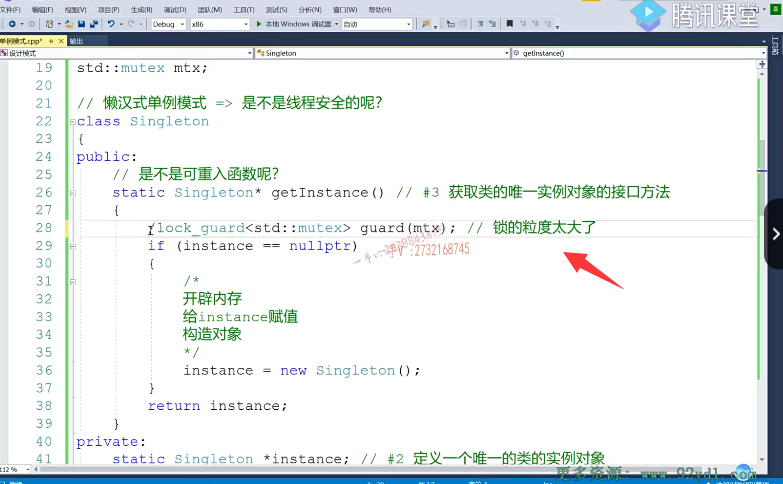 文件(F) 编辑(E) 视图(V) 项目(P) 生成(B) 调试(D) 团队(M) 工具(T) 测试(S) 分析(N) 窗口(W) 帮助(H)
腾讯课堂
Debug x86 本地 Windows 调试器 自动
单例模式.cpp* 输出
设计模式 Singleton getInstance()
19 std::mutex mtx;
20
21 // 懒汉式单例模式 => 是不是线程安全的呢?
22 class Singleton
23 {
24 public:
25 // 是不是可重入函数呢?
26 static Singleton* getInstance() // #3 获取类的唯一实例对象的接口方法
27 {
28 /lock_guard<std::mutex> guard(mtx); // 锁的粒度太大了
29 if (instance == nullptr)
30 {
31 /*
32 开辟内存
33 给instance赋值
34 构造对象
35 */
36 instance = new Singleton();
37 }
38 return instance;
39 }
40 private:
41 static Singleton *instance; // #2 定义一个唯一的类的实例对象
:2732168745
112 %
更多资源: